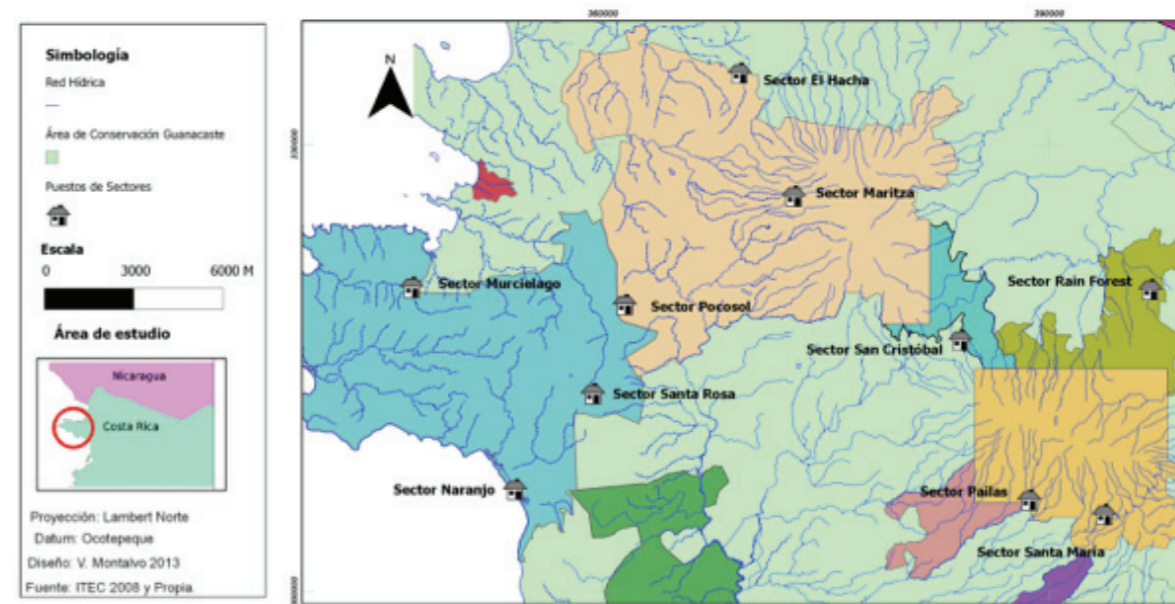 Simbología
Red Hídrica
Área de Conservación Guanacaste
Puestos de Sectores
Escala
0 3000 6000 M
Área de estudio
Nicaragua
Costa Rica
Proyección: Lambert Norte
Datum: Ocotepeque
Diseño: V. Montalvo 2013
Fuente: ITEC 2008 y Propia.
360000 390000
N
Sector El Hacha
330000
Sector Maritza
Sector Murcielago
Sector Rain Forest
Sector Pocosol
Sector San Cristóbal
Sector Santa Rosa
Sector Naranjo
Sector Pailas
Sector Santa María
300000